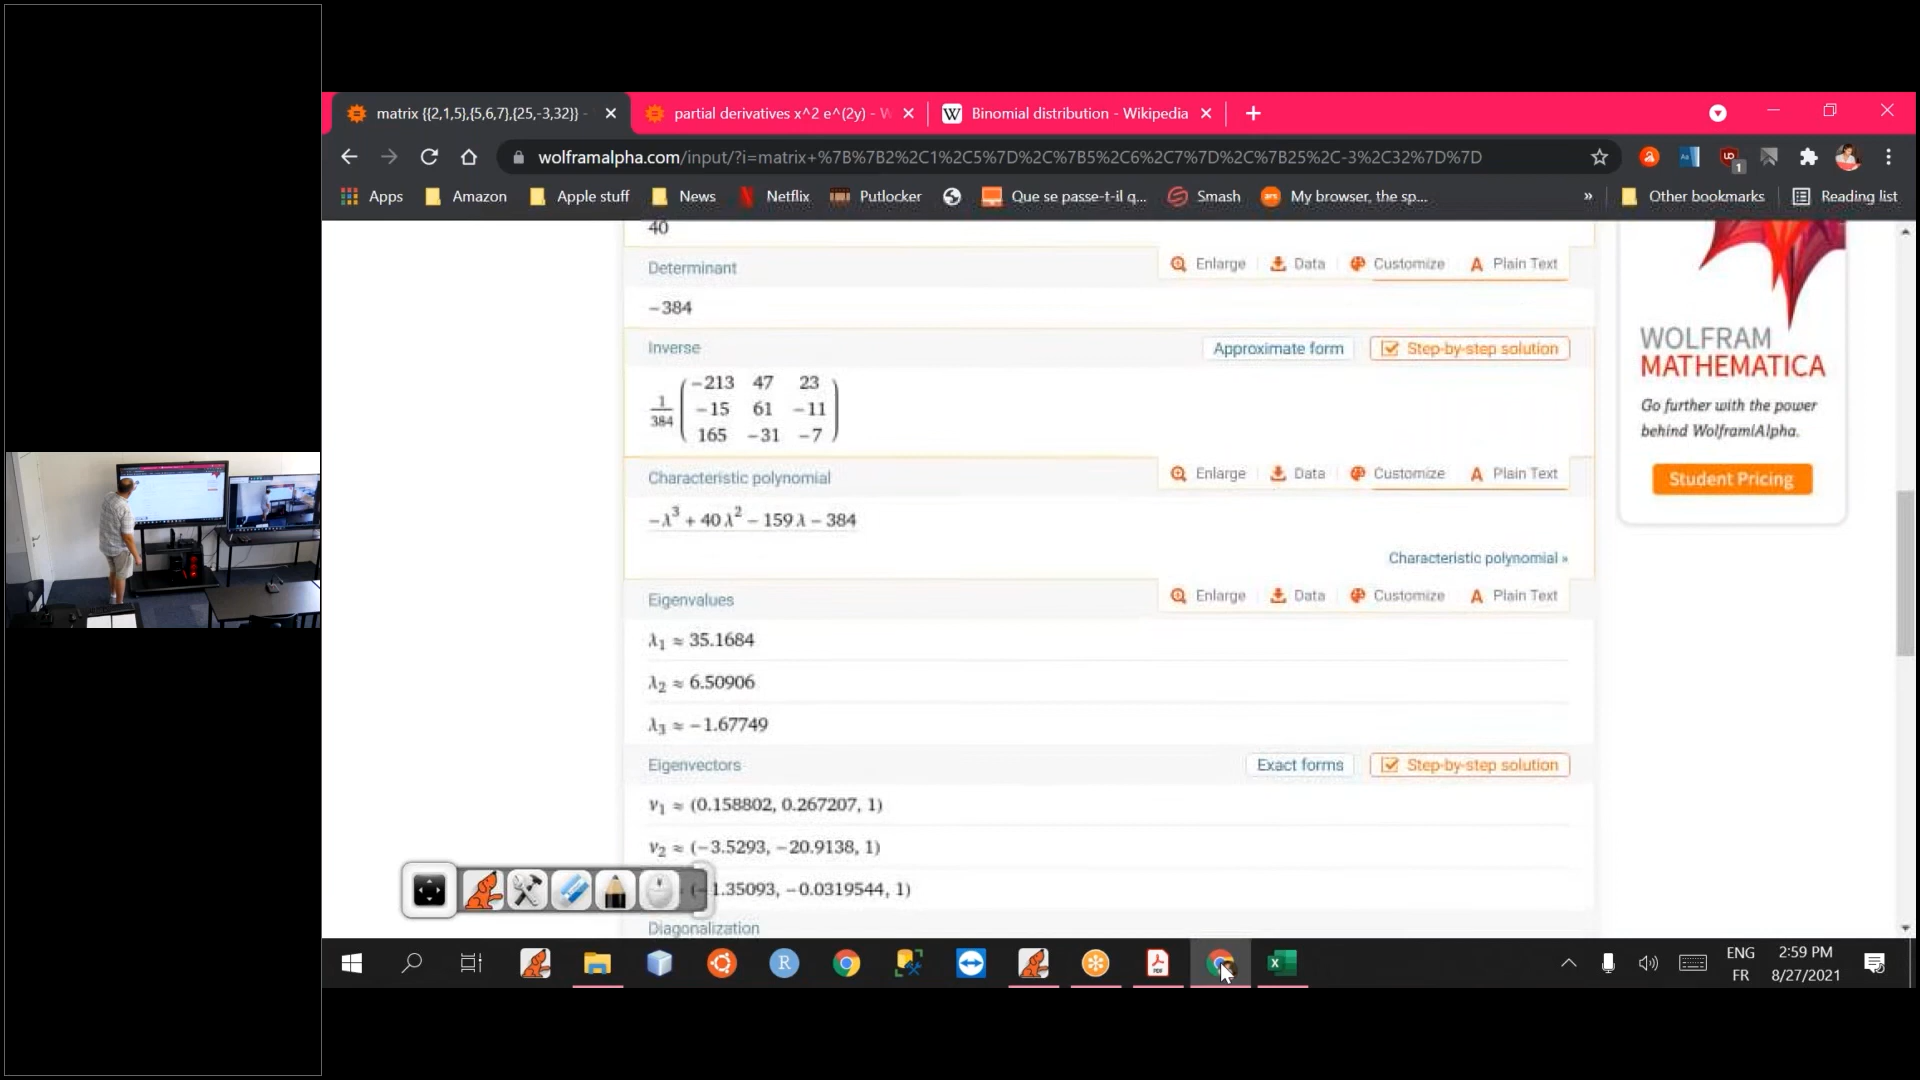 matrix {{2,1,5},{5,6,7},{25,-3,32}} -
partial derivatives x^2 e^(2y) - W
Binomial distribution - Wikipedia
wolframalpha.com/input/?i=matrix+%7B%7B2%2C1%2C5%7D%2C%7B5%2C6%2C7%7D%2C%7B25%2C-3%2C32%7D%7D
Apps
Amazon
Apple stuff
News
Netflix
Putlocker
Que se passe-t-il q...
Smash
My browser, the sp...
»
Other bookmarks
Reading list
40
Determinant
Enlarge Data Customize A Plain Text
−384
Inverse
Approximate form
Step-by-step solution
1/384 (−213 47 23
−15 61 −11
165 −31 −7)
Characteristic polynomial
Enlarge Data Customize A Plain Text
−λ³ + 40 λ² − 159 λ − 384
Characteristic polynomial »
Eigenvalues
Enlarge Data Customize A Plain Text
λ₁ ≈ 35.1684
λ₂ ≈ 6.50906
λ₃ ≈ −1.67749
Eigenvectors
Exact forms
Step-by-step solution
v₁ ≈ (0.158802, 0.267207, 1)
v₂ ≈ (−3.5293, −20.9138, 1)
(−1.35093, −0.0319544, 1)
Diagonalization
WOLFRAM
MATHEMATICA
Go further with the power
behind Wolfram|Alpha.
Student Pricing
ENG
FR
2:59 PM
8/27/2021